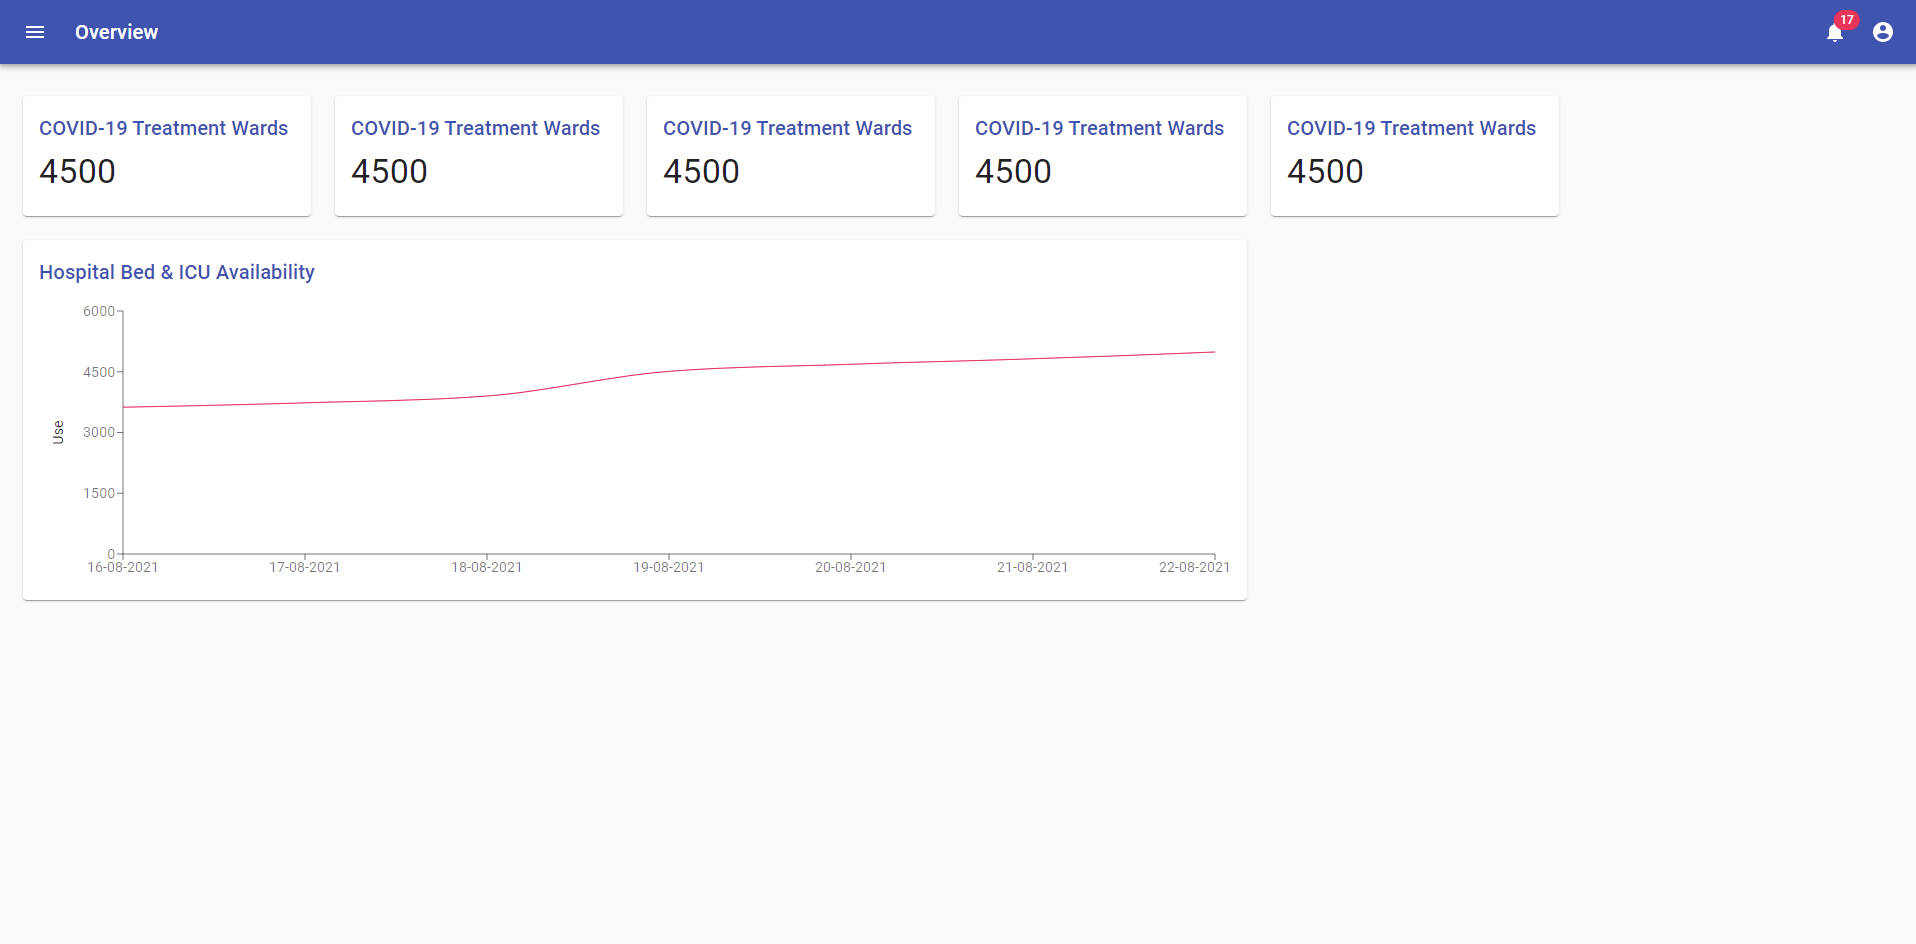 Overview
17
COVID-19 Treatment Wards
4500
COVID-19 Treatment Wards
4500
COVID-19 Treatment Wards
4500
COVID-19 Treatment Wards
4500
COVID-19 Treatment Wards
4500
Hospital Bed & ICU Availability
6000
4500
3000
1500
0
Use
16-08-2021
17-08-2021
18-08-2021
19-08-2021
20-08-2021
21-08-2021
22-08-2021